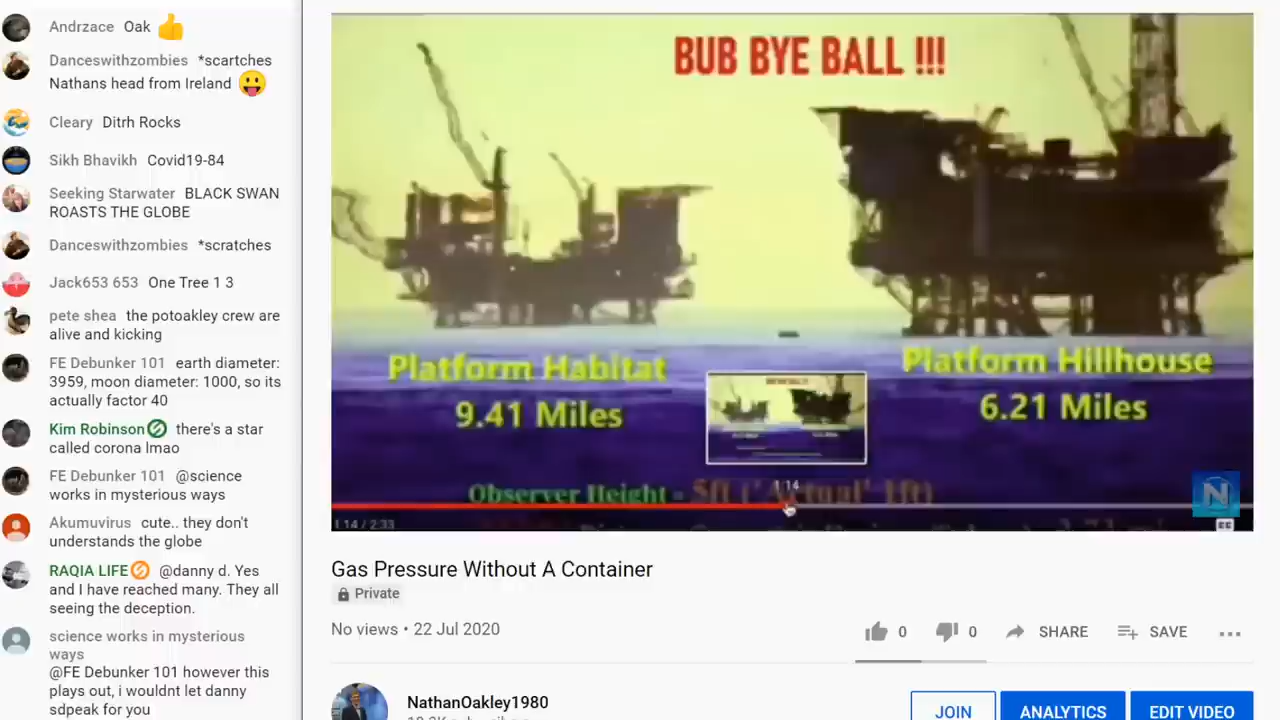 Andrzace Oak
Danceswithzombies *scartches
Nathans head from Ireland
Cleary Ditrh Rocks
Sikh Bhavikh Covid19-84
Seeking Starwater BLACK SWAN
ROASTS THE GLOBE
Danceswithzombies *scratches
Jack653 653 One Tree 1 3
pete shea the potoakley crew are
alive and kicking
FE Debunker 101 earth diameter:
3959, moon diameter: 1000, so its
actually factor 40
Kim Robinson there's a star
called corona lmao
FE Debunker 101 @science
works in mysterious ways
Akumuvirus cute.. they don't
understands the globe
RAQIA LIFE @danny d. Yes
and I have reached many. They all
seeing the deception.
science works in mysterious
ways
@FE Debunker 101 however this
plays out, i wouldnt let danny
sdpeak for you
BUB BYE BALL !!!
Platform Habitat
9.41 Miles
Platform Hillhouse
6.21 Miles
1:14
Observer Height - 5ft ('Actual' 1ft)
1:14 / 2:33
N
Gas Pressure Without A Container
Private
No views • 22 Jul 2020
0
0
SHARE
SAVE
NathanOakley1980
JOIN
ANALYTICS
EDIT VIDEO